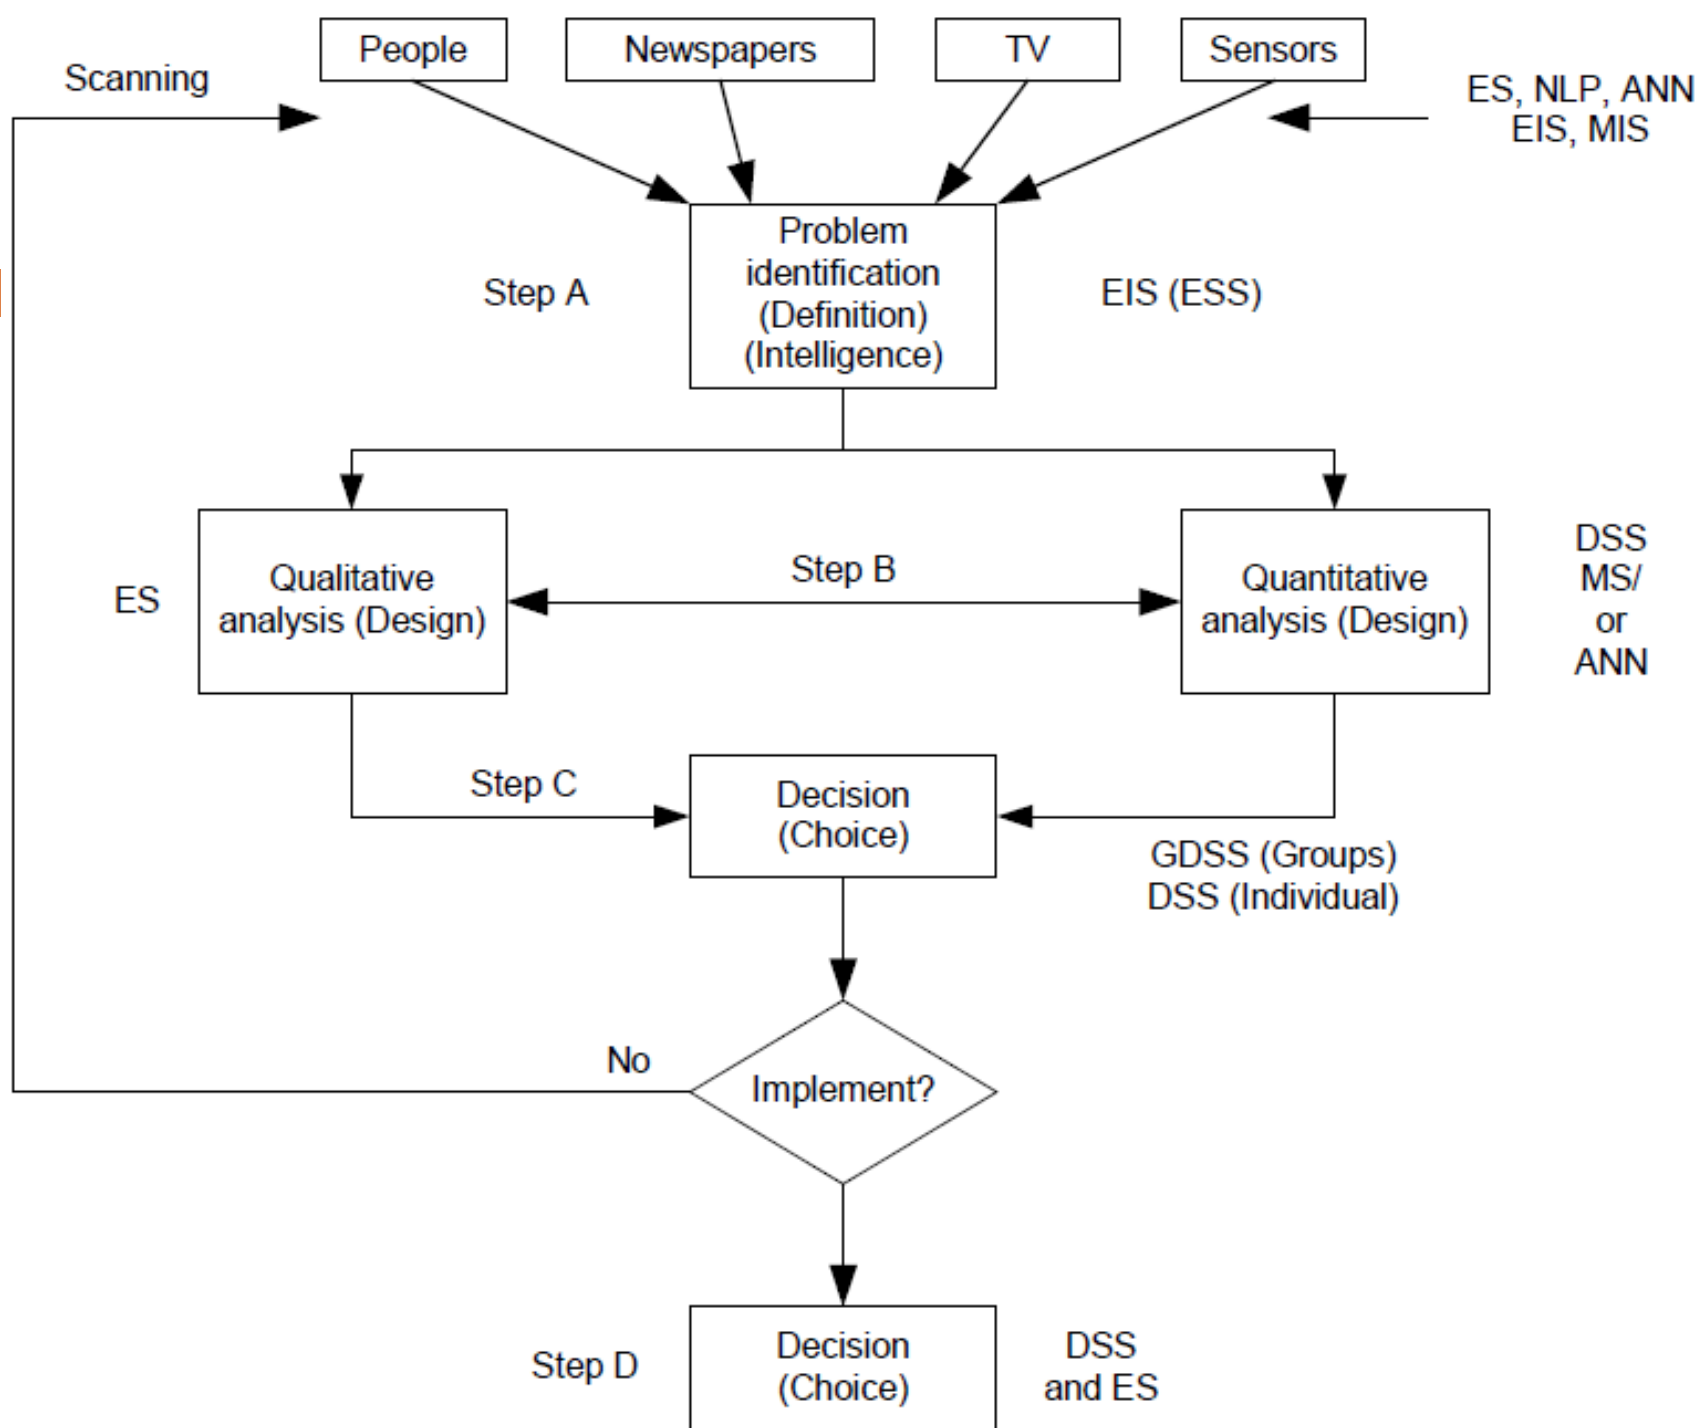 People
Newspapers
TV
Sensors
Scanning
ES, NLP, ANN
EIS, MIS
Problem
identification
(Definition)
(Intelligence)
Step A
EIS (ESS)
ES
Qualitative
analysis (Design)
Step B
Quantitative
analysis (Design)
DSS
MS/
or
ANN
Step C
Decision
(Choice)
GDSS (Groups)
DSS (Individual)
No
Implement?
Step D
Decision
(Choice)
DSS
and ES